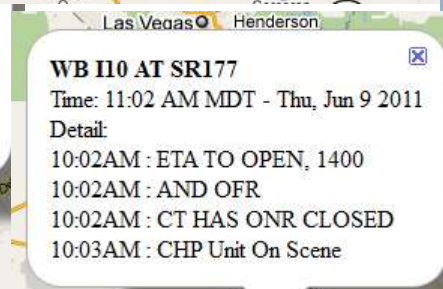 Las Vegas Henderson
WB I10 AT SR177
Time: 11:02 AM MDT - Thu, Jun 9 2011
Detail:
10:02AM : ETA TO OPEN, 1400
10:02AM : AND OFR
10:02AM : CT HAS ONR CLOSED
10:03AM : CHP Unit On Scene